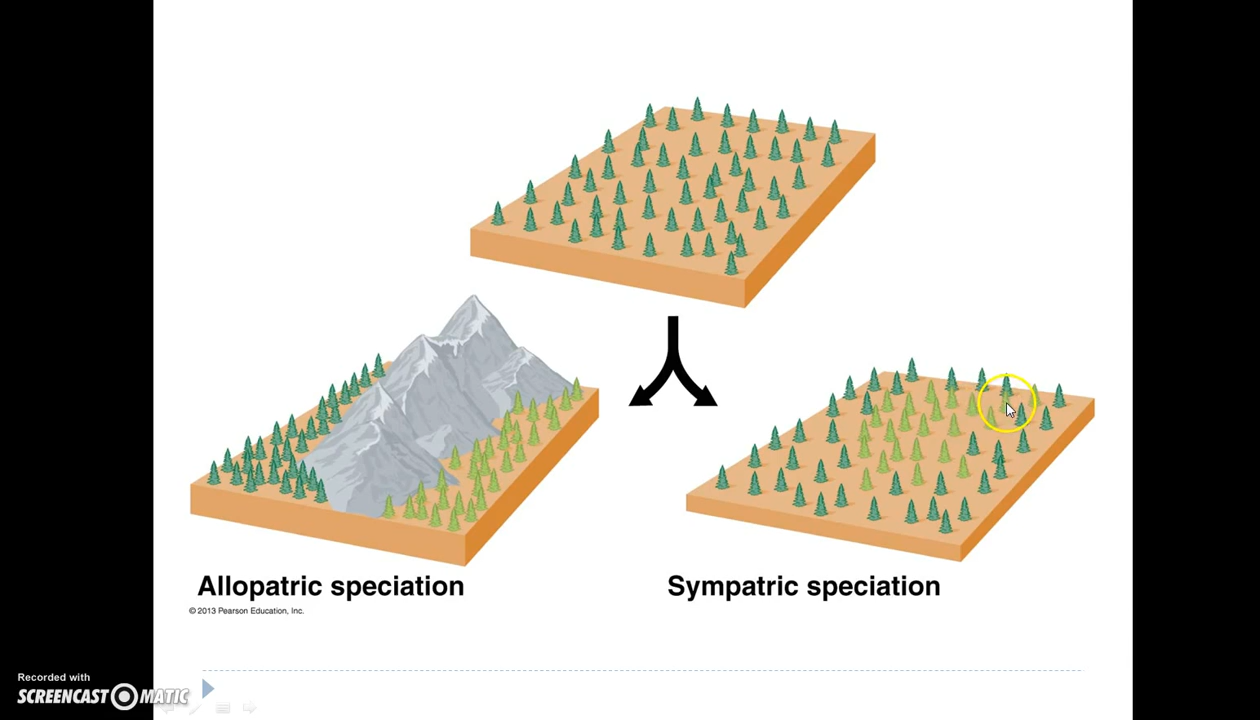 Allopatric speciation
Sympatric speciation
© 2013 Pearson Education, Inc.
Recorded with
SCREENCAST MATIC